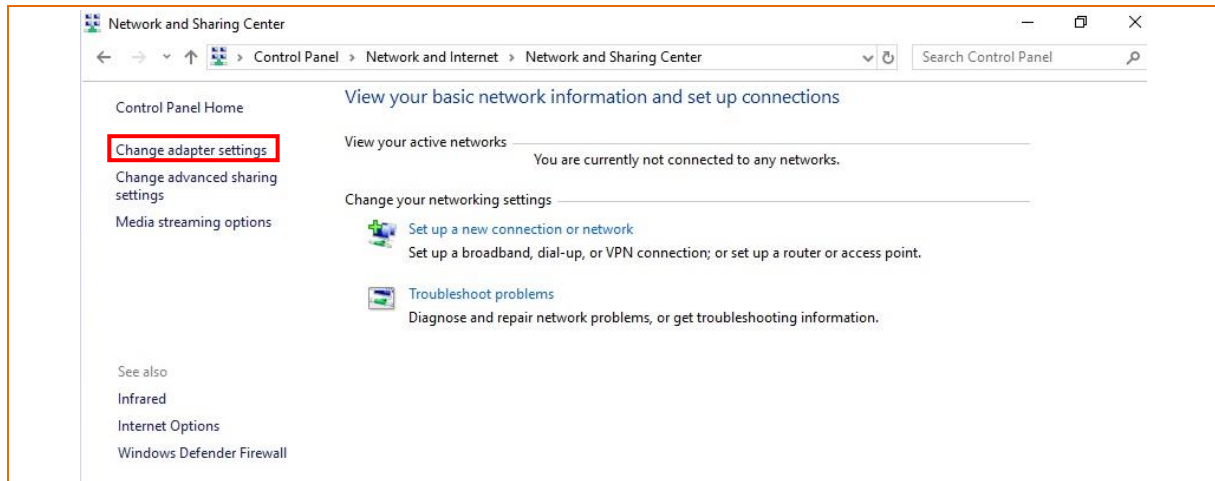 Network and Sharing Center
Control Panel > Network and Internet > Network and Sharing Center
Search Control Panel
Control Panel Home
Change adapter settings
Change advanced sharing
settings
Media streaming options
See also
Infrared
Internet Options
Windows Defender Firewall
View your basic network information and set up connections
View your active networks
You are currently not connected to any networks.
Change your networking settings
Set up a new connection or network
Set up a broadband, dial-up, or VPN connection; or set up a router or access point.
Troubleshoot problems
Diagnose and repair network problems, or get troubleshooting information.